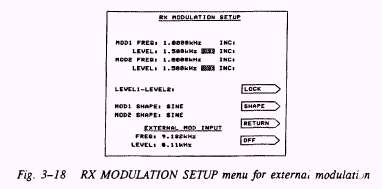 RX MODULATION SETUP
MOD1 FREQ: 1.0000kHz INC:
LEVEL: 1.500kHz INC:
MOD2 FREQ: 1.0000kHz INC:
LEVEL: 1.500kHz INC:
LEVEL1-LEVEL2:
LOCK
MOD1 SHAPE: SINE
SHAPE
MOD2 SHAPE: SINE
RETURN
EXTERNAL MOD INPUT
FREQ: 9.182kHz
OFF
LEVEL: 0.11kHz
Fig. 3-18 RX MODULATION SETUP menu for external modulation